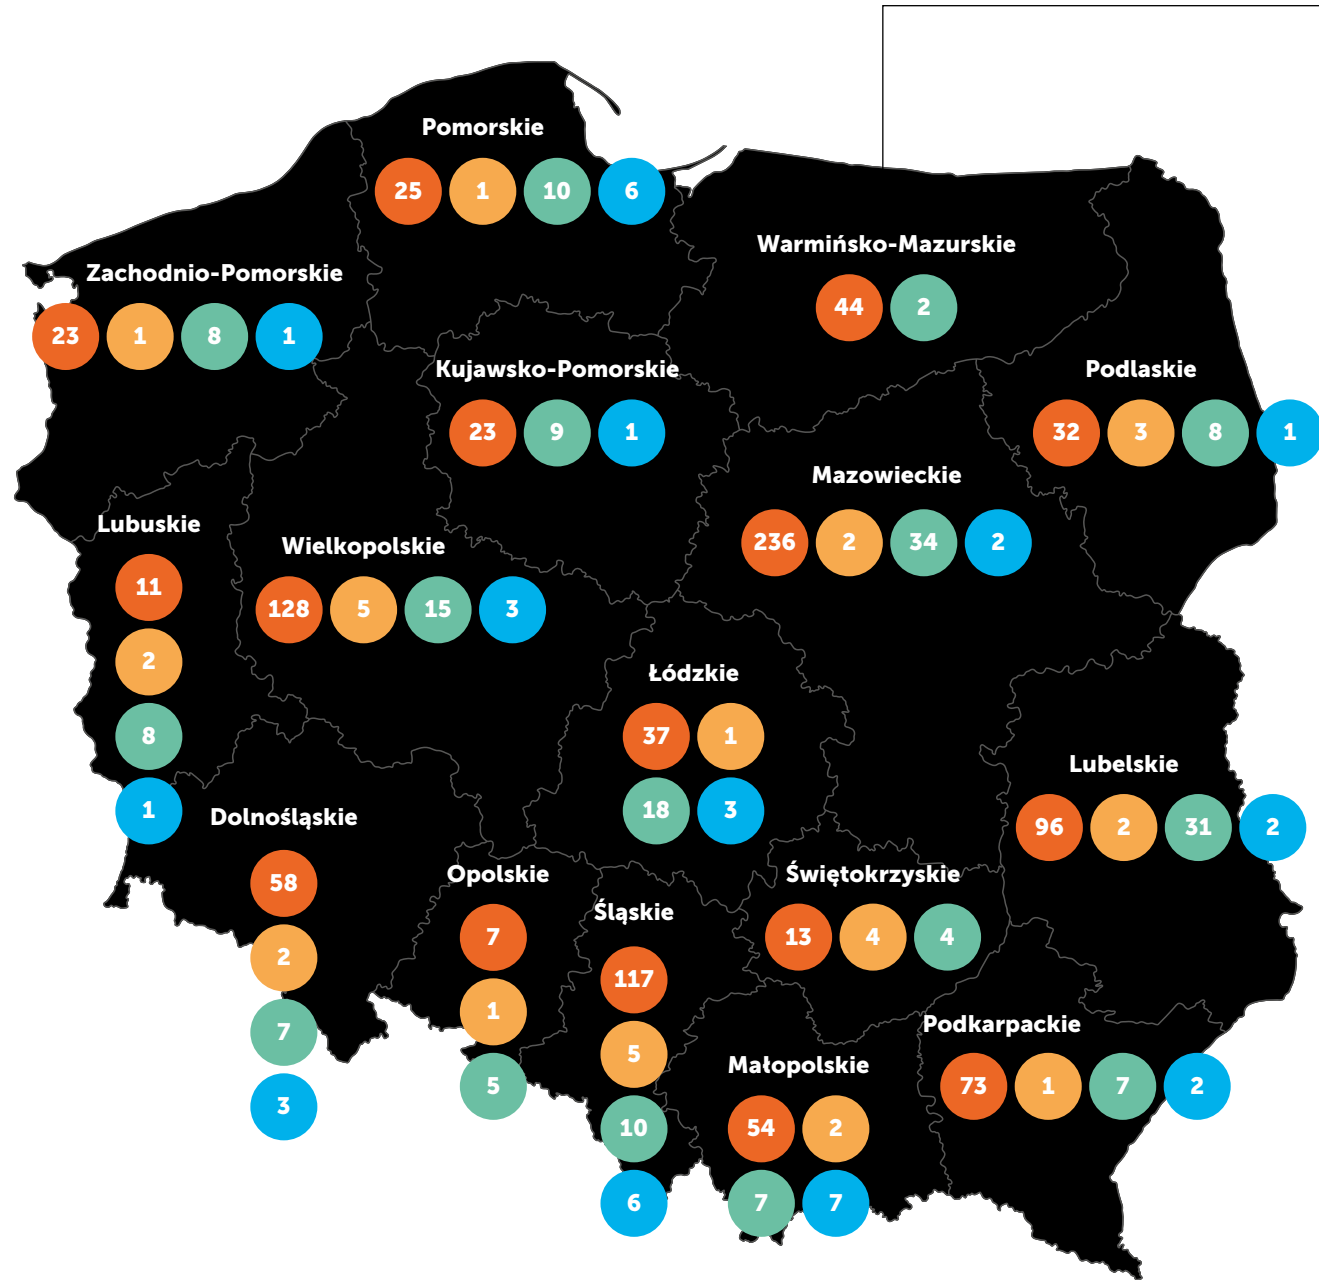 Pomorskie
25 1 10 6
Warmińsko-Mazurskie
44 2
Zachodnio-Pomorskie
23 1 8 1
Kujawsko-Pomorskie
23 9 1
Podlaskie
32 3 8 1
Mazowieckie
236 2 34 2
Lubuskie
11
2
8
1
Wielkopolskie
128 5 15 3
Łódzkie
37 1
18 3
Lubelskie
96 2 31 2
Dolnośląskie
58
2
7
3
Opolskie
7
1
5
Śląskie
117
5
10
6
Świętokrzyskie
13 4 4
Małopolskie
54 2
7 7
Podkarpackie
73 1 7 2